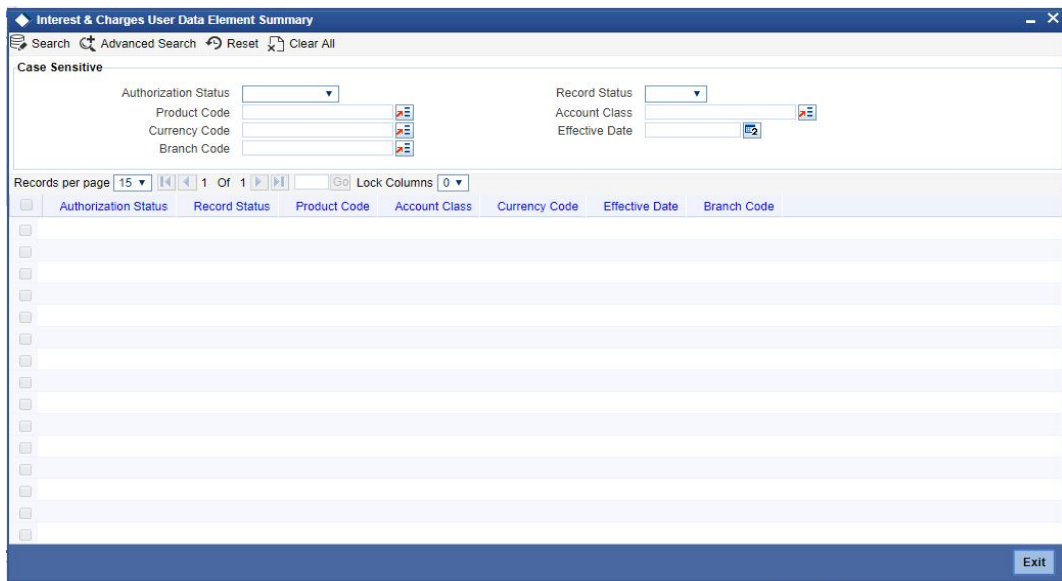 Interest & Charges User Data Element Summary
Search Advanced Search Reset Clear All
Case Sensitive
Authorization Status Record Status
Product Code Account Class
Currency Code Effective Date
Branch Code
Records per page 15 1 Of 1 Go Lock Columns 0
Authorization Status Record Status Product Code Account Class Currency Code Effective Date Branch Code
Exit